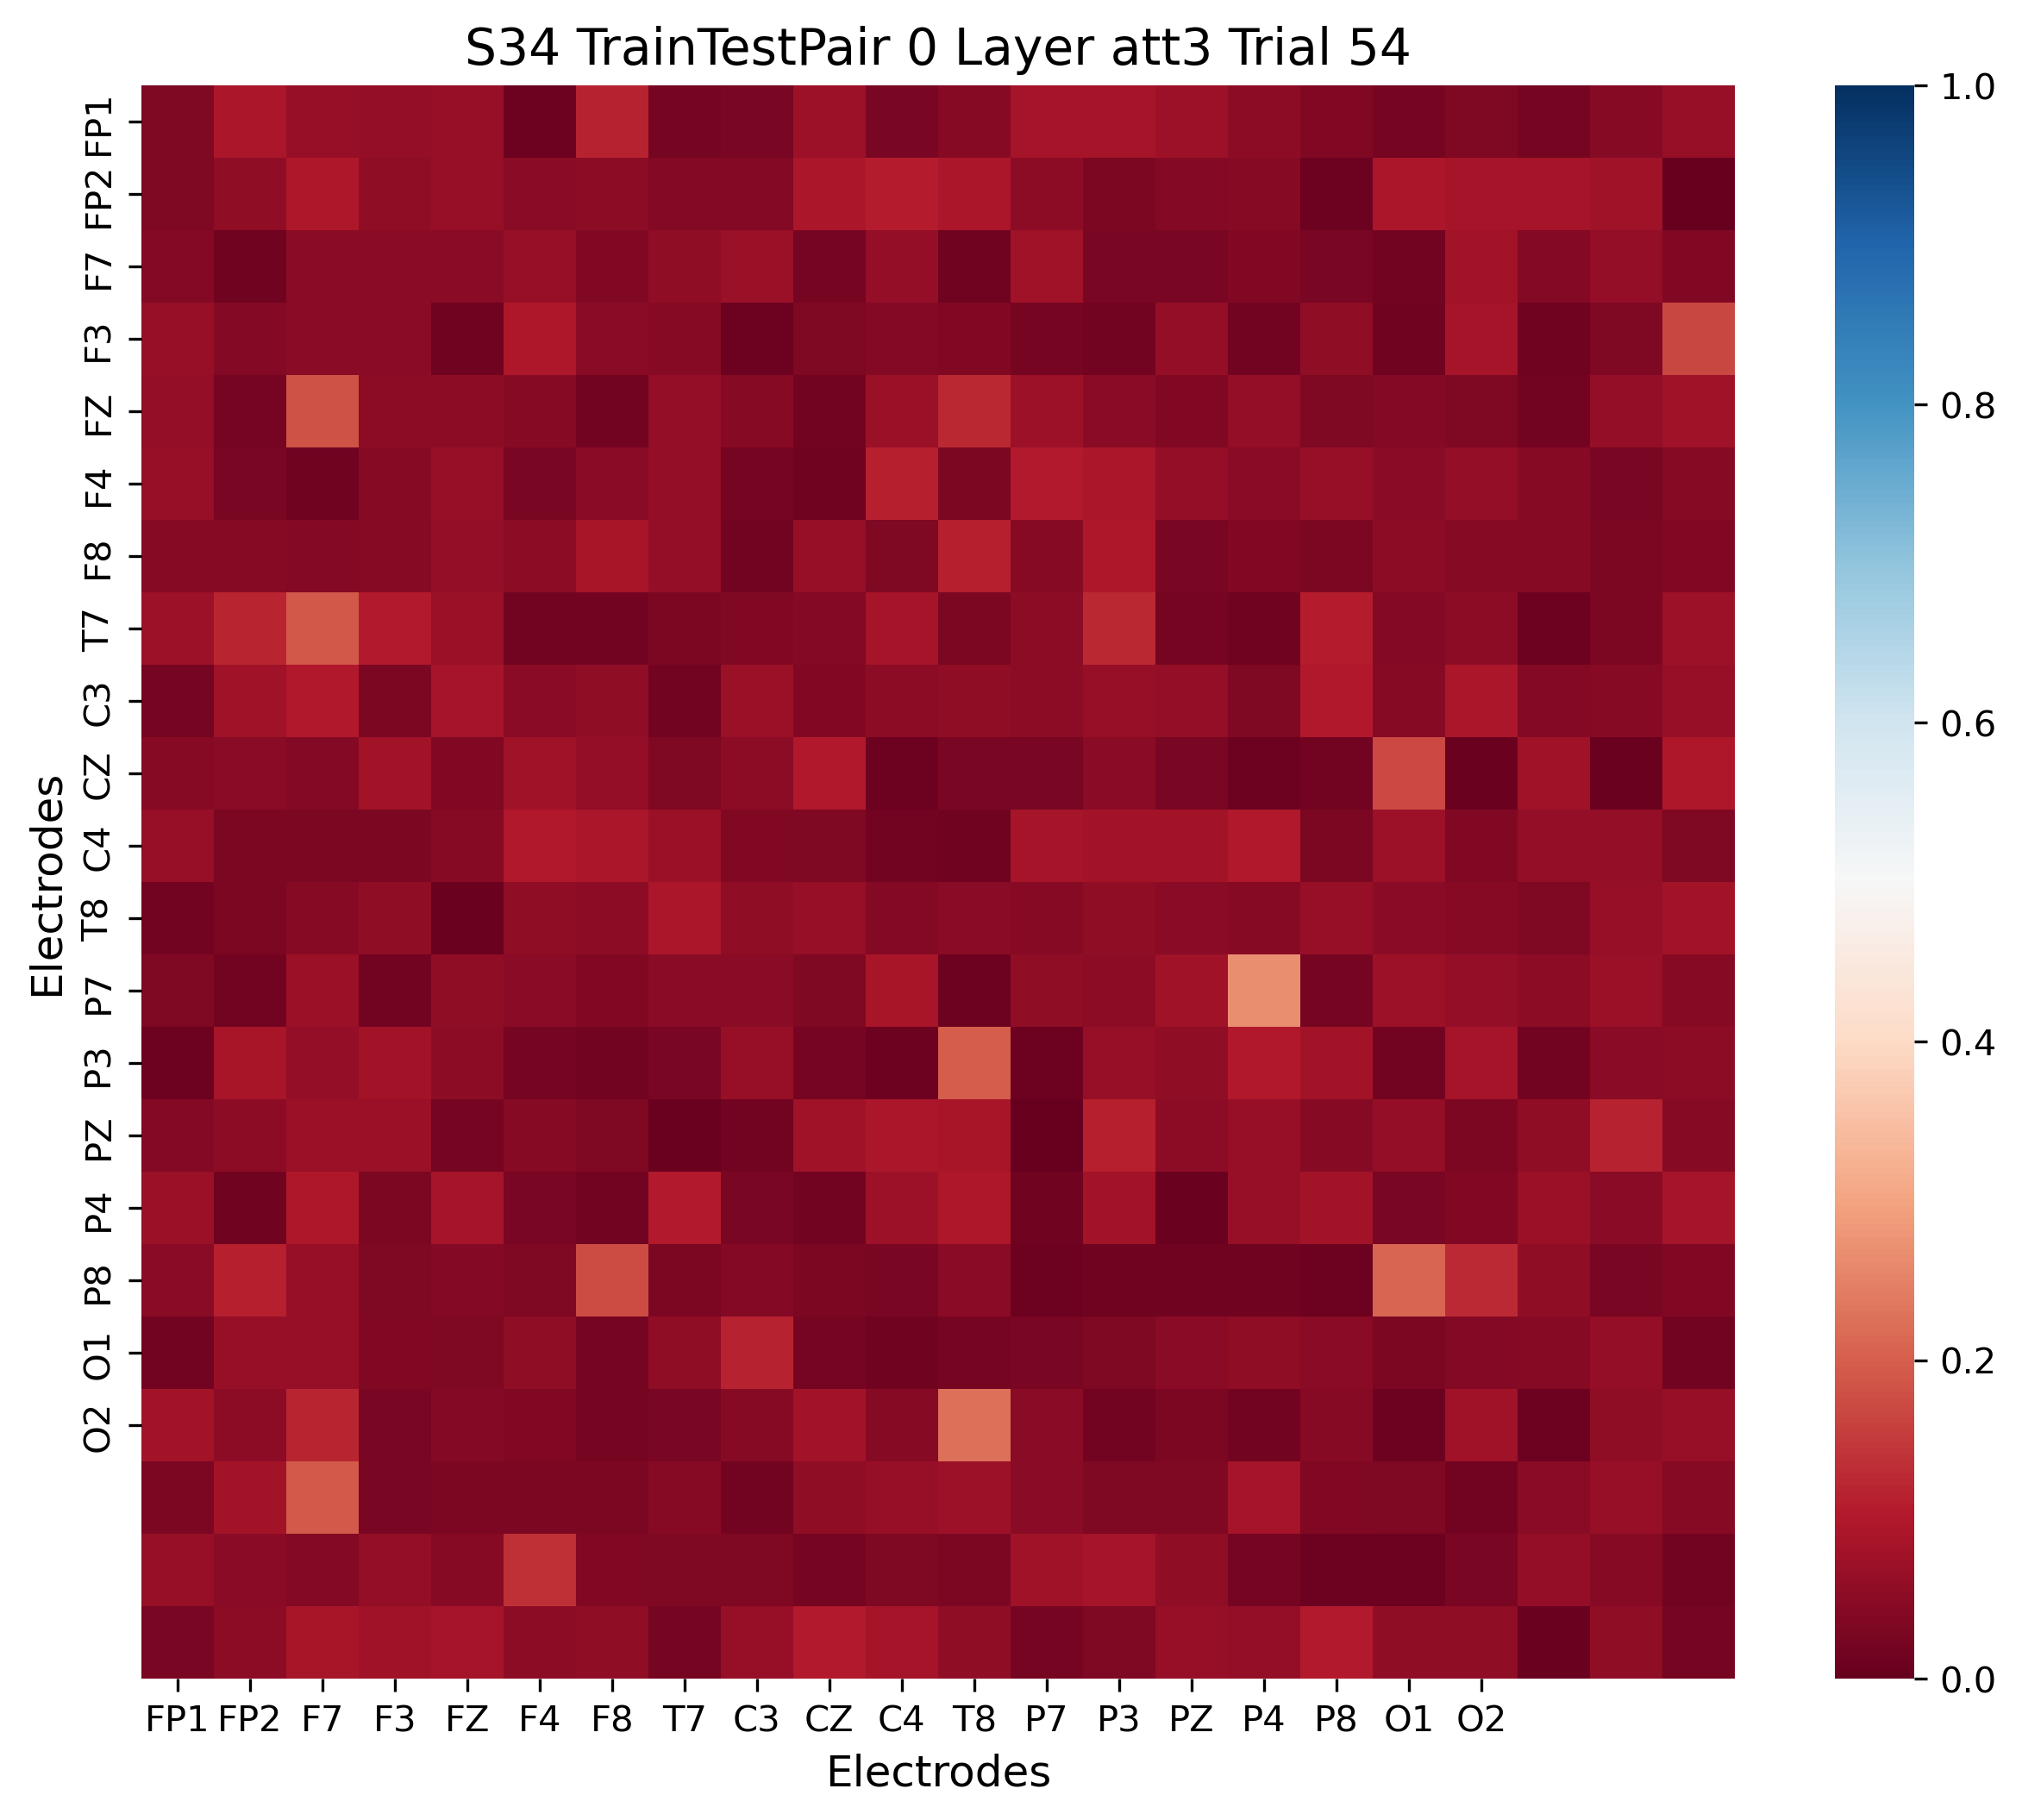 S34 TrainTestPair 0 Layer att3 Trial 54
Electrodes
FP1
FP2
F7
F3
FZ
F4
F8
T7
C3
CZ
C4
T8
P7
P3
PZ
P4
P8
O1
O2
1.0
0.8
0.6
0.4
0.2
0.0
FP1 FP2 F7 F3 FZ F4 F8 T7 C3 CZ C4 T8 P7 P3 PZ P4 P8 O1 O2
Electrodes